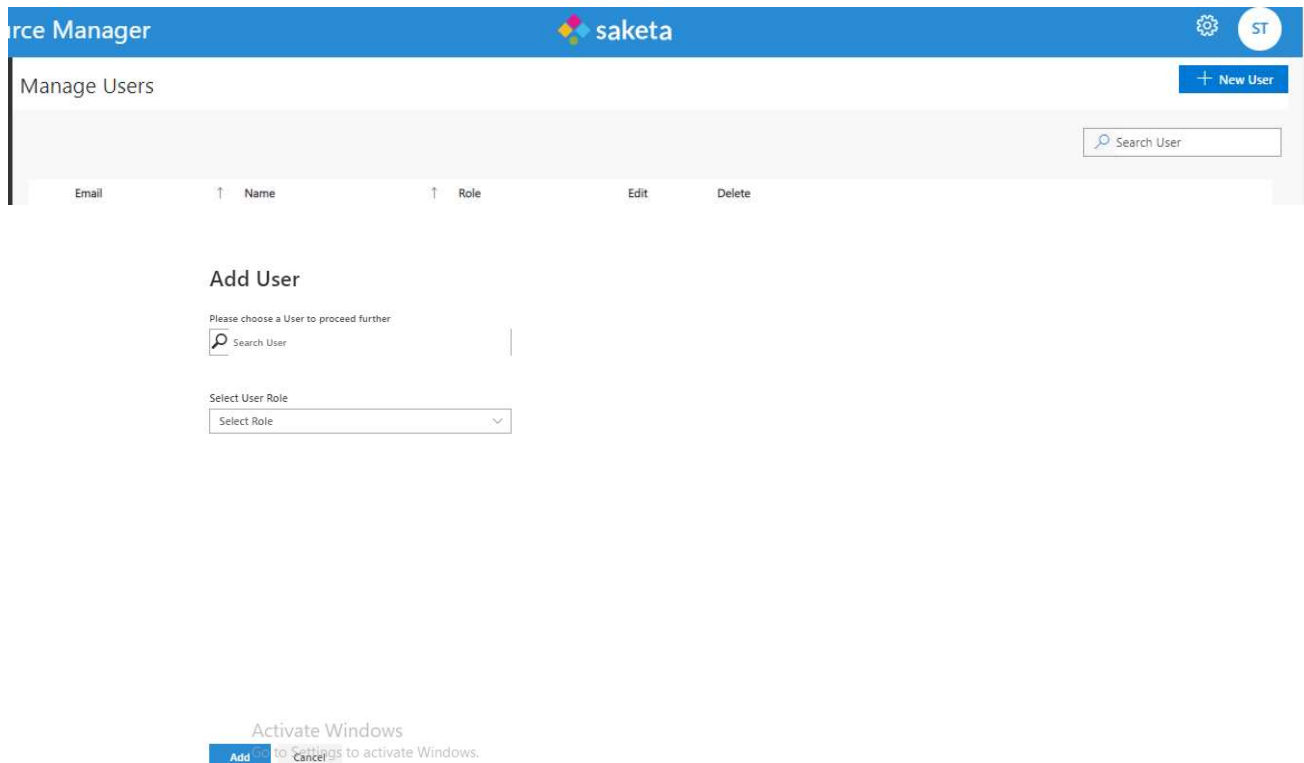 rce Manager
saketa
ST
Manage Users
New User
Search User
Email ↑ Name ↑ Role Edit Delete
Add User
Please choose a User to proceed further
Search User
Select User Role
Select Role
Activate Windows
Go to Settings to activate Windows.
Add Cancel